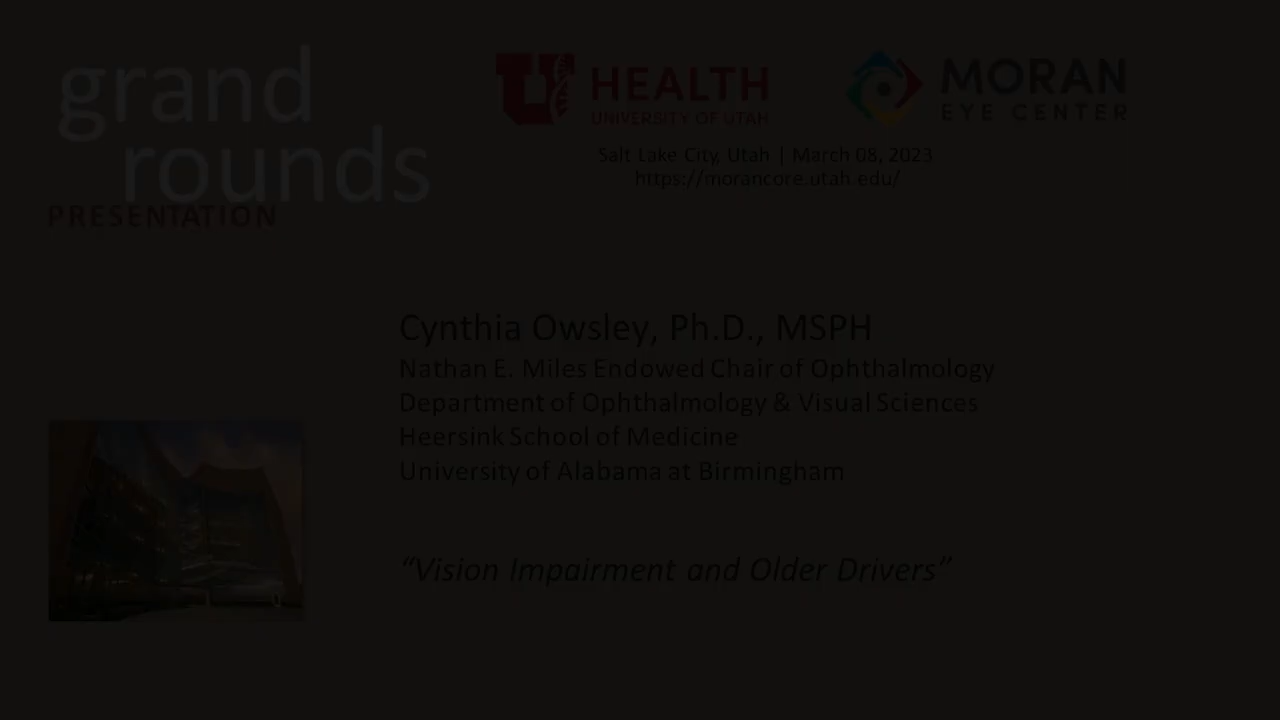 grand
rounds
PRESENTATION
HEALTH
UNIVERSITY OF UTAH
MORAN
EYE CENTER
Salt Lake City, Utah | March 08, 2023
https://morancore.utah.edu/
Cynthia Owsley, Ph.D., MSPH
Nathan E. Miles Endowed Chair of Ophthalmology
Department of Ophthalmology & Visual Sciences
Heersink School of Medicine
University of Alabama at Birmingham
“Vision Impairment and Older Drivers”